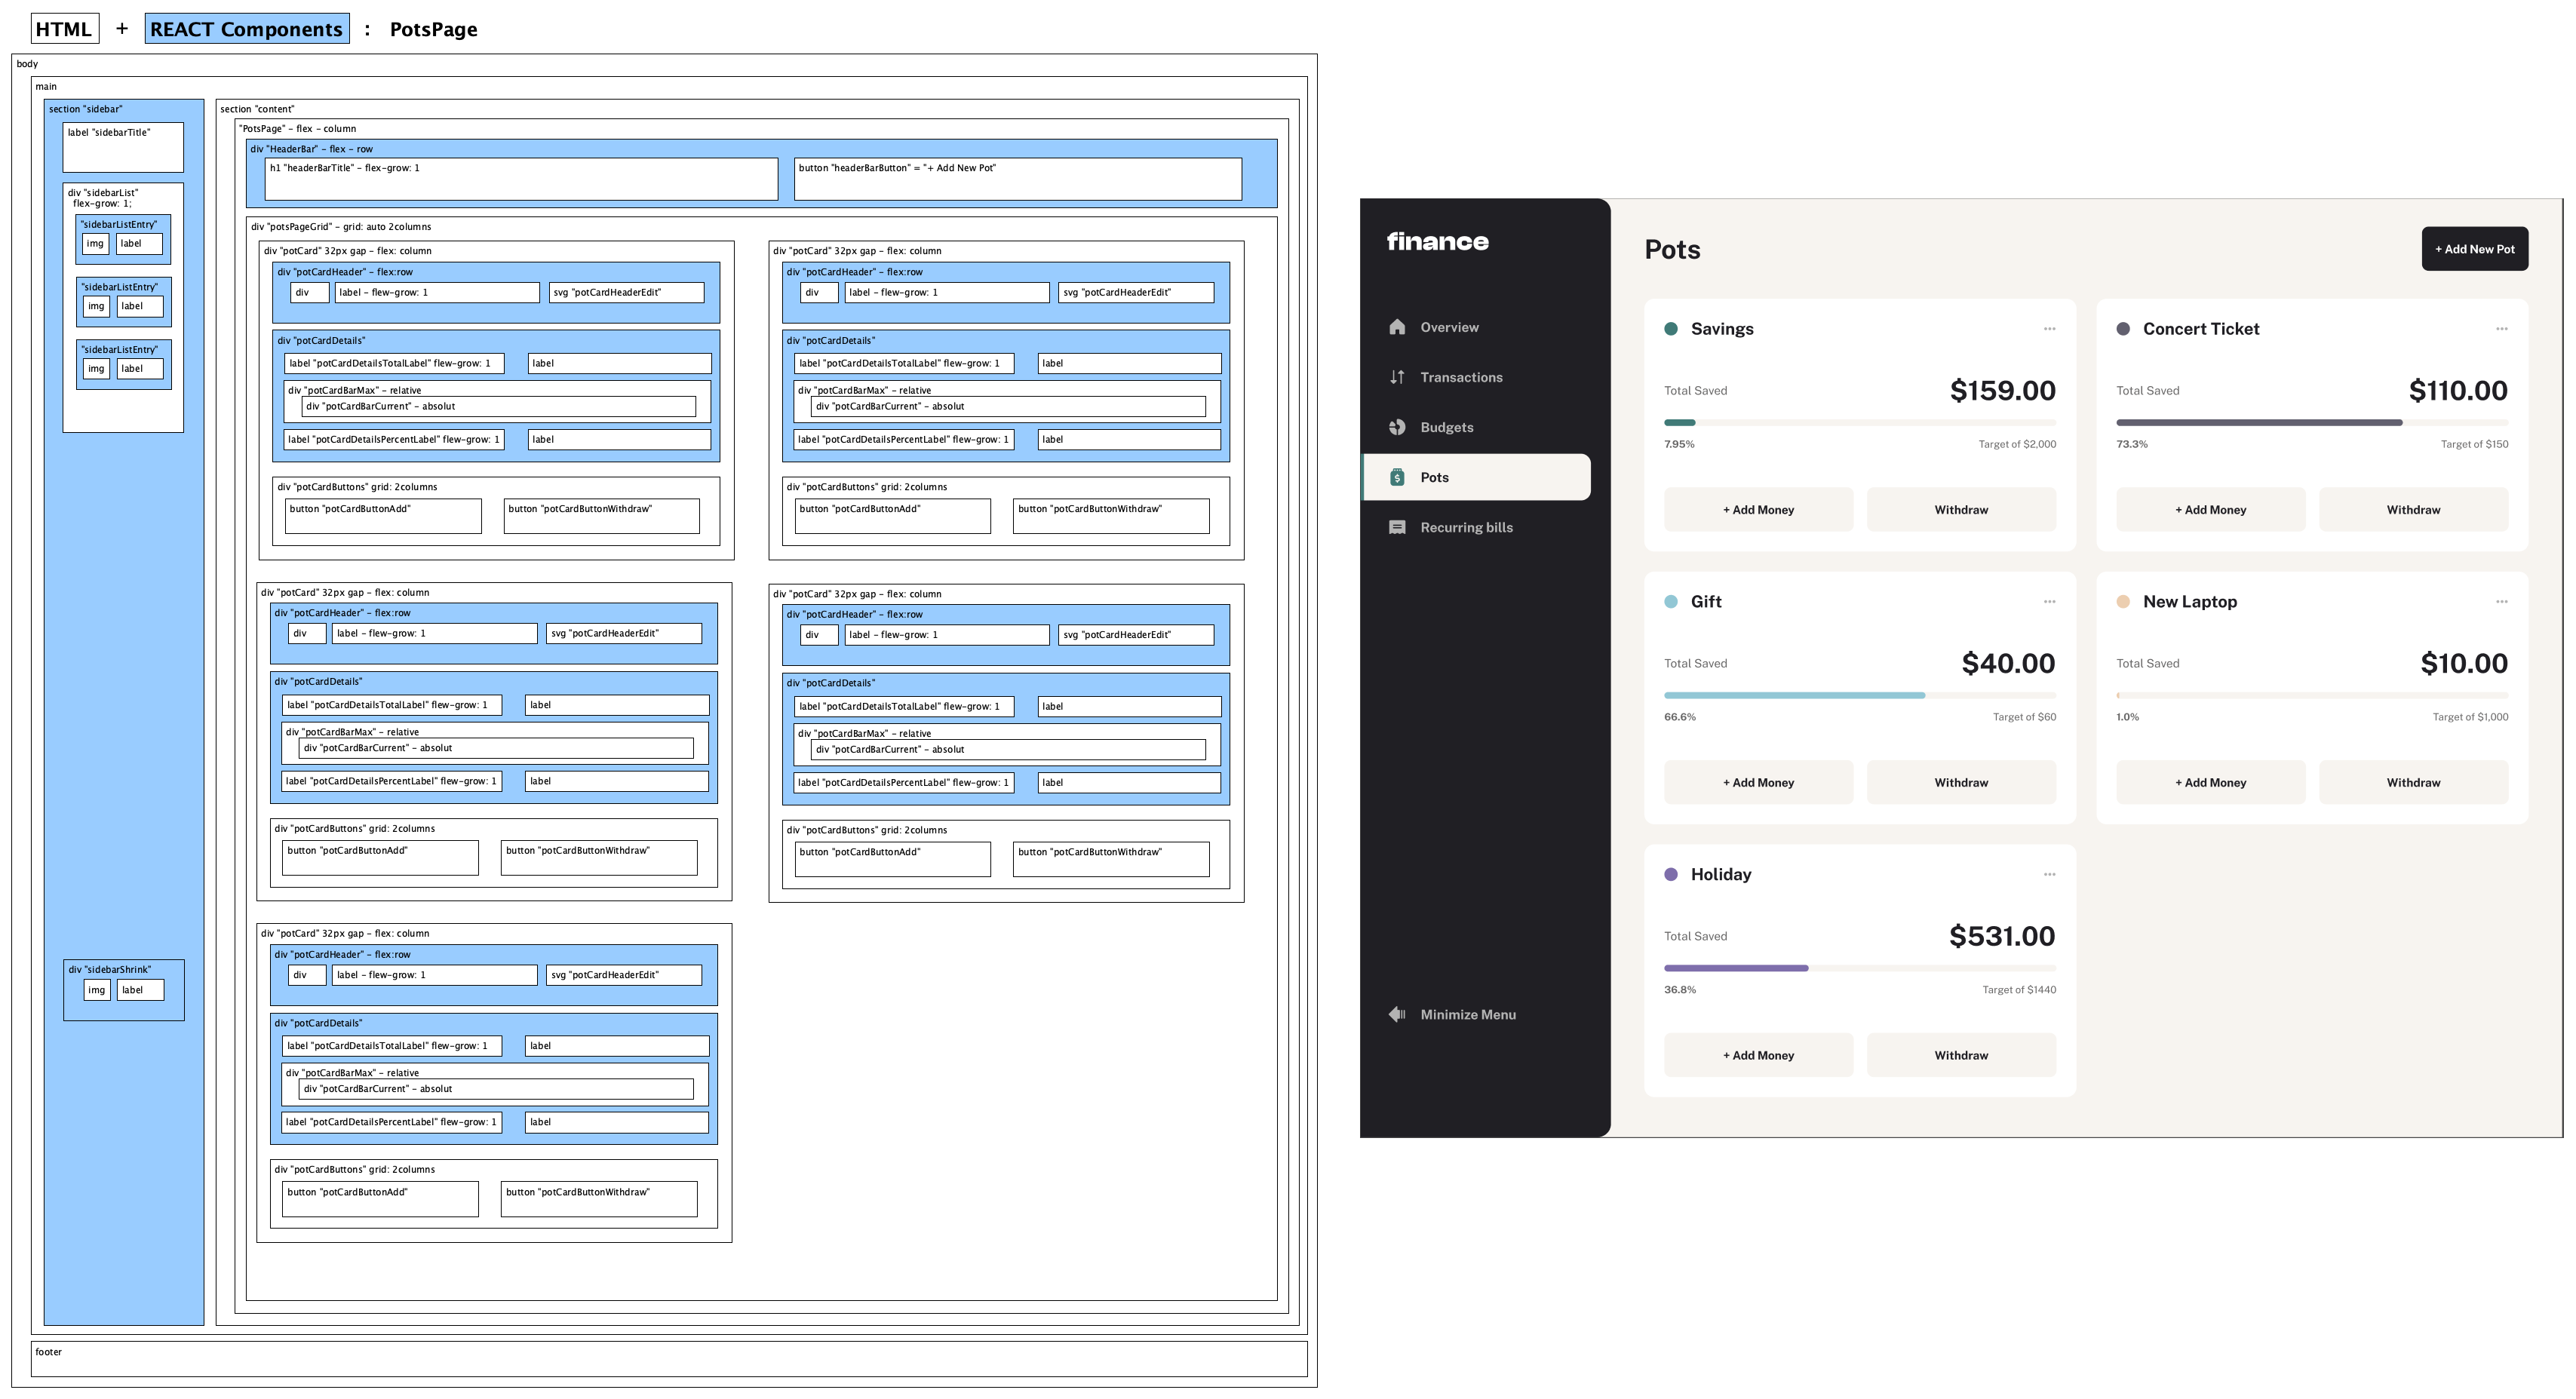 HTML + REACT Components : PotsPage
body
main
section "sidebar"
label "sidebarTitle"
div "sidebarList"
flex-grow: 1;
"sidebarListEntry"
img label
"sidebarListEntry"
img label
"sidebarListEntry"
img label
div "sidebarShrink"
img label
section "content"
"PotsPage" - flex - column
div "HeaderBar" - flex - row
h1 "headerBarTitle" - flex-grow: 1
button "headerBarButton" = "+ Add New Pot"
div "potsPageGrid" - grid: auto 2columns
div "potCard" 32px gap - flex: column
div "potCardHeader" - flex:row
div label - flew-grow: 1 svg "potCardHeaderEdit"
div "potCardDetails"
label "potCardDetailsTotalLabel" flew-grow: 1 label
div "potCardBarMax" - relative
div "potCardBarCurrent" - absolut
label "potCardDetailsPercentLabel" flew-grow: 1 label
div "potCardButtons" grid: 2columns
button "potCardButtonAdd" button "potCardButtonWithdraw"
div "potCard" 32px gap - flex: column
div "potCardHeader" - flex:row
div label - flew-grow: 1 svg "potCardHeaderEdit"
div "potCardDetails"
label "potCardDetailsTotalLabel" flew-grow: 1 label
div "potCardBarMax" - relative
div "potCardBarCurrent" - absolut
label "potCardDetailsPercentLabel" flew-grow: 1 label
div "potCardButtons" grid: 2columns
button "potCardButtonAdd" button "potCardButtonWithdraw"
div "potCard" 32px gap - flex: column
div "potCardHeader" - flex:row
div label - flew-grow: 1 svg "potCardHeaderEdit"
div "potCardDetails"
label "potCardDetailsTotalLabel" flew-grow: 1 label
div "potCardBarMax" - relative
div "potCardBarCurrent" - absolut
label "potCardDetailsPercentLabel" flew-grow: 1 label
div "potCardButtons" grid: 2columns
button "potCardButtonAdd" button "potCardButtonWithdraw"
div "potCard" 32px gap - flex: column
div "potCardHeader" - flex:row
div label - flew-grow: 1 svg "potCardHeaderEdit"
div "potCardDetails"
label "potCardDetailsTotalLabel" flew-grow: 1 label
div "potCardBarMax" - relative
div "potCardBarCurrent" - absolut
label "potCardDetailsPercentLabel" flew-grow: 1 label
div "potCardButtons" grid: 2columns
button "potCardButtonAdd" button "potCardButtonWithdraw"
div "potCard" 32px gap - flex: column
div "potCardHeader" - flex:row
div label - flew-grow: 1 svg "potCardHeaderEdit"
div "potCardDetails"
label "potCardDetailsTotalLabel" flew-grow: 1 label
div "potCardBarMax" - relative
div "potCardBarCurrent" - absolut
label "potCardDetailsPercentLabel" flew-grow: 1 label
div "potCardButtons" grid: 2columns
button "potCardButtonAdd" button "potCardButtonWithdraw"
footer
finance
Overview
Transactions
Budgets
$ Pots
Recurring bills
Minimize Menu
Pots
+ Add New Pot
Savings
Total Saved $159.00
7.95% Target of $2,000
+ Add Money Withdraw
Concert Ticket
Total Saved $110.00
73.3% Target of $150
+ Add Money Withdraw
Gift
Total Saved $40.00
66.6% Target of $60
+ Add Money Withdraw
New Laptop
Total Saved $10.00
1.0% Target of $1,000
+ Add Money Withdraw
Holiday
Total Saved $531.00
36.8% Target of $1440
+ Add Money Withdraw